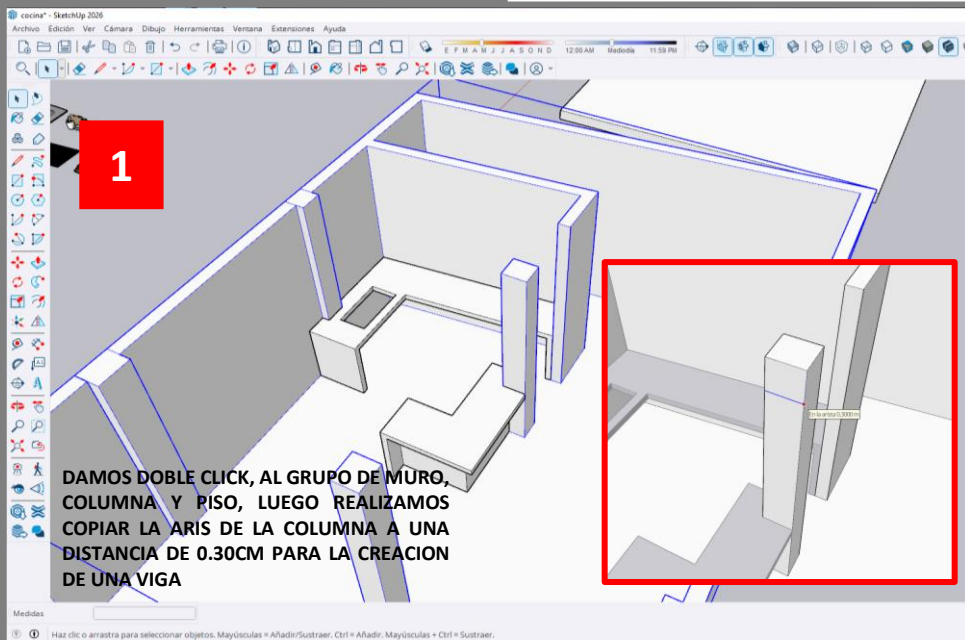 cocina* - SketchUp 2026
Archivo Edición Ver Cámara Dibujo Herramientas Ventana Extensiones Ayuda
E F M A M J J A S O N D 12:00 AM Mediodía 11:59 PM
1
En la arista 0,3000 m
DAMOS DOBLE CLICK, AL GRUPO DE MURO,
COLUMNA Y PISO, LUEGO REALIZAMOS
COPIAR LA ARIS DE LA COLUMNA A UNA
DISTANCIA DE 0.30CM PARA LA CREACION
DE UNA VIGA
Medidas
Haz clic o arrastra para seleccionar objetos. Mayúsculas = Añadir/Sustraer. Ctrl = Añadir. Mayúsculas + Ctrl = Sustraer.